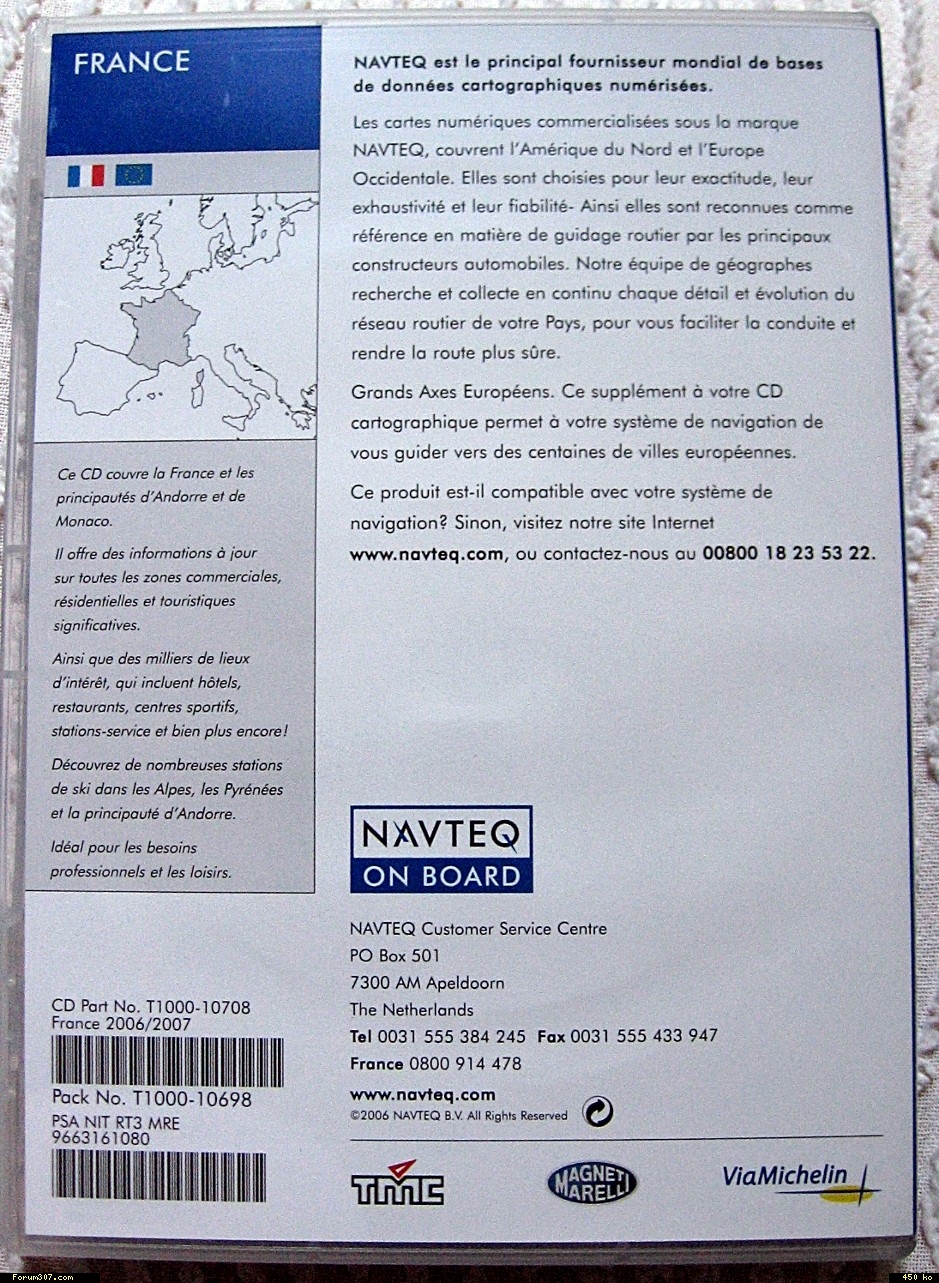 FRANCE
Ce CD couvre la France et les
principautés d'Andorre et de
Monaco.
Il offre des informations à jour
sur toutes les zones commerciales,
résidentielles et touristiques
significatives.
Ainsi que des milliers de lieux
d'intérêt, qui incluent hôtels,
restaurants, centres sportifs,
stations-service et bien plus encore!
Découvrez de nombreuses stations
de ski dans les Alpes, les Pyrénées
et la principauté d'Andorre.
Idéal pour les besoins
professionnels et les loisirs.
CD Part No. T1000-10708
France 2006/2007
Pack No. T1000-10698
PSA NIT RT3 MRE
9663161080
NAVTEQ est le principal fournisseur mondial de bases
de données cartographiques numérisées.
Les cartes numériques commercialisées sous la marque
NAVTEQ, couvrent l'Amérique du Nord et l'Europe
Occidentale. Elles sont choisies pour leur exactitude, leur
exhaustivité et leur fiabilité- Ainsi elles sont reconnues comme
référence en matière de guidage routier par les principaux
constructeurs automobiles. Notre équipe de géographes
recherche et collecte en continu chaque détail et évolution du
réseau routier de votre Pays, pour vous faciliter la conduite et
rendre la route plus sûre.
Grands Axes Européens. Ce supplément à votre CD
cartographique permet à votre système de navigation de
vous guider vers des centaines de villes européennes.
Ce produit est-il compatible avec votre système de
navigation? Sinon, visitez notre site Internet
www.navteq.com, ou contactez-nous au 00800 18 23 53 22.
NAVTEQ
ON BOARD
NAVTEQ Customer Service Centre
PO Box 501
7300 AM Apeldoorn
The Netherlands
Tel 0031 555 384 245 Fax 0031 555 433 947
France 0800 914 478
www.navteq.com
©2006 NAVTEQ B.V. All Rights Reserved
TMC
MAGNETI
MARELLI
ViaMichelin
Forum307.com
450 ko